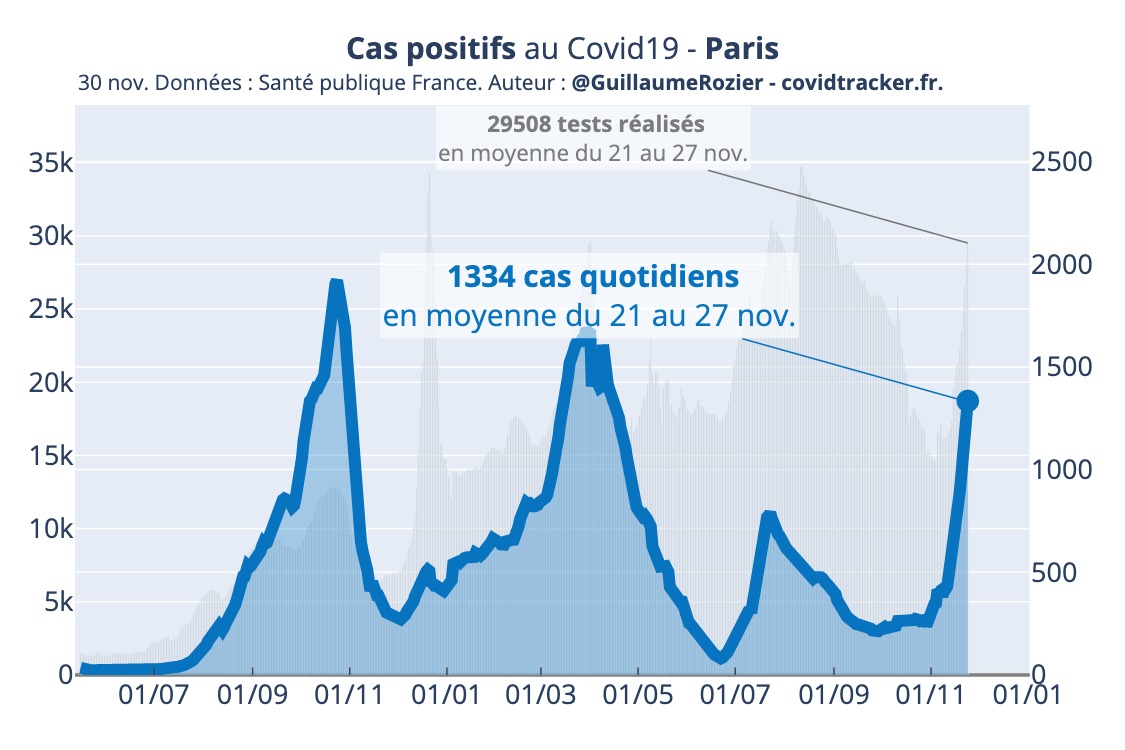 Cas positifs au Covid19 - Paris
30 nov. Données : Santé publique France. Auteur : @GuillaumeRozier - covidtracker.fr.
29508 tests réalisés
en moyenne du 21 au 27 nov.
1334 cas quotidiens
en moyenne du 21 au 27 nov.
35k
30k
25k
20k
15k
10k
5k
0
2500
2000
1500
1000
500
0
01/07 01/09 01/11 01/01 01/03 01/05 01/07 01/09 01/11 01/01